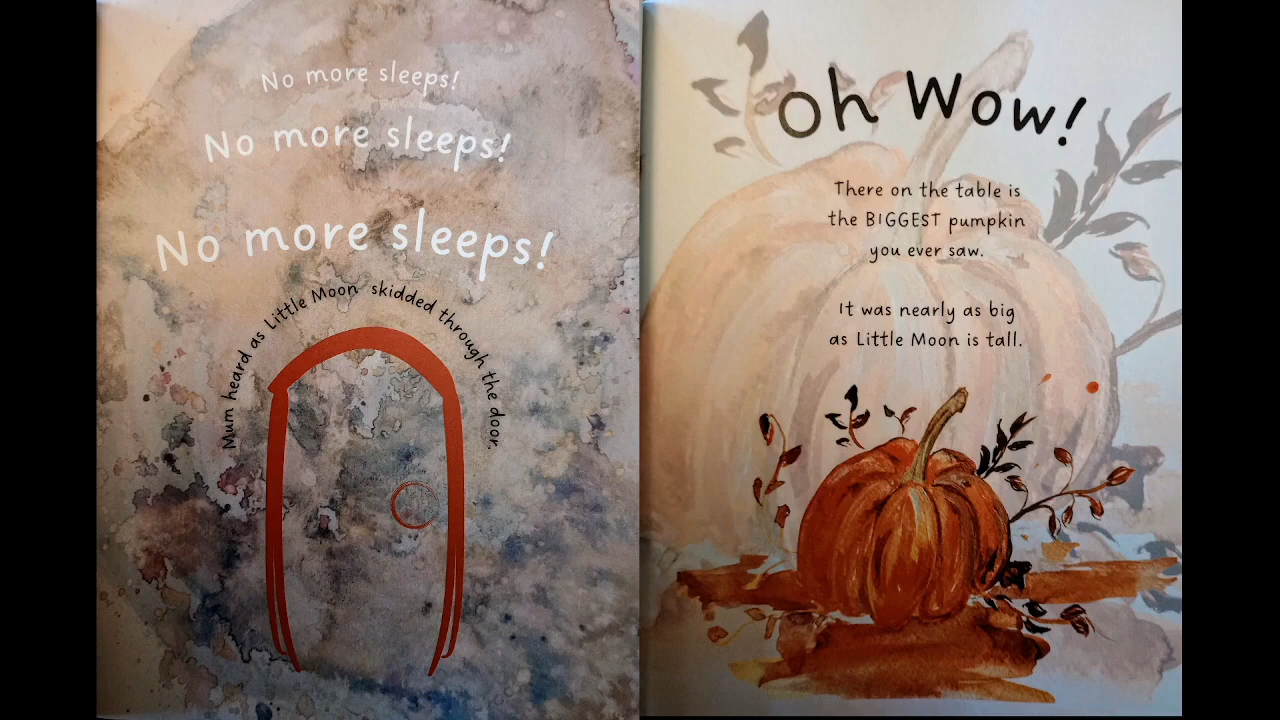 No more sleeps!
No more sleeps!
No more sleeps!
Mum heard as Little Moon skidded through the door.
Oh Wow!
There on the table is
the BIGGEST pumpkin
you ever saw.
It was nearly as big
as Little Moon is tall.